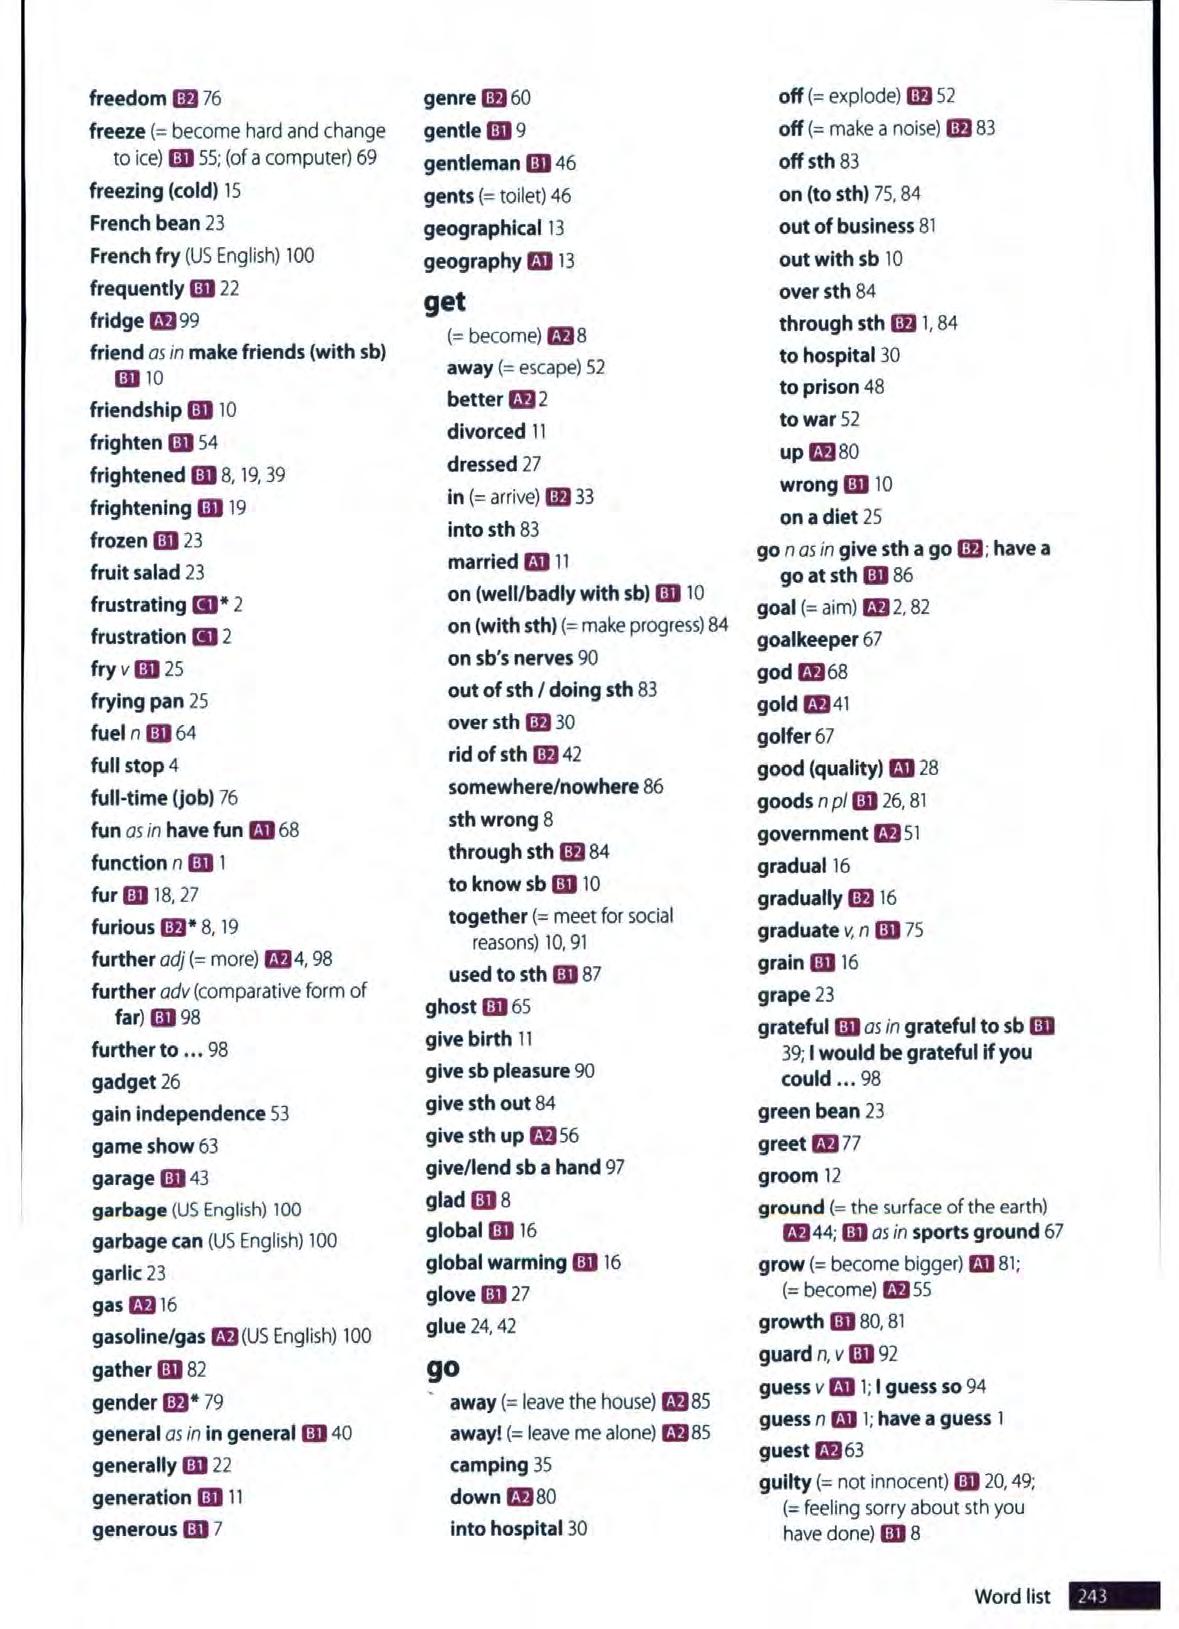 freedom B2 76
freeze (= become hard and change
to ice) B1 55; (of a computer) 69
freezing (cold) 15
French bean 23
French fry (US English) 100
frequently B1 22
fridge A2 99
friend as in make friends (with sb)
B1 10
friendship B1 10
frighten B1 54
frightened B1 8, 19, 39
frightening B1 19
frozen B1 23
fruit salad 23
frustrating C1* 2
frustration C1 2
fry v B1 25
frying pan 25
fuel n B1 64
full stop 4
full-time (job) 76
fun as in have fun A1 68
function n B1 1
fur B1 18, 27
furious B2* 8, 19
further adj (= more) A2 4, 98
further adv (comparative form of
far) B1 98
further to ... 98
gadget 26
gain independence 53
game show 63
garage B1 43
garbage (US English) 100
garbage can (US English) 100
garlic 23
gas A2 16
gasoline/gas A2 (US English) 100
gather B1 82
gender B2* 79
general as in in general B1 40
generally B1 22
generation B1 11
generous B1 7
genre B2 60
gentle B1 9
gentleman B1 46
gents (= toilet) 46
geographical 13
geography A1 13
get
(= become) A2 8
away (= escape) 52
better A2 2
divorced 11
dressed 27
in (= arrive) B2 33
into sth 83
married A1 11
on (well/badly with sb) B1 10
on (with sth) (= make progress) 84
on sb's nerves 90
out of sth / doing sth 83
over sth B2 30
rid of sth B2 42
somewhere/nowhere 86
sth wrong 8
through sth B2 84
to know sb B1 10
together (= meet for social
reasons) 10, 91
used to sth B1 87
ghost B1 65
give birth 11
give sb pleasure 90
give sth out 84
give sth up A2 56
give/lend sb a hand 97
glad B1 8
global B1 16
global warming B1 16
glove B1 27
glue 24, 42
go
away (= leave the house) A2 85
away! (= leave me alone) A2 85
camping 35
down A2 80
into hospital 30
off (= explode) B2 52
off (= make a noise) B2 83
off sth 83
on (to sth) 75, 84
out of business 81
out with sb 10
over sth 84
through sth B2 1, 84
to hospital 30
to prison 48
to war 52
up A2 80
wrong B1 10
on a diet 25
go n as in give sth a go B2; have a
go at sth B1 86
goal (= aim) A2 2, 82
goalkeeper 67
god A2 68
gold A2 41
golfer 67
good (quality) A1 28
goods n pl B1 26, 81
government A2 51
gradual 16
gradually B2 16
graduate v, n B1 75
grain B1 16
grape 23
grateful B1 as in grateful to sb B1
39; I would be grateful if you
could ... 98
green bean 23
greet A2 77
groom 12
ground (= the surface of the earth)
A2 44; B1 as in sports ground 67
grow (= become bigger) A1 81;
(= become) A2 55
growth B1 80, 81
guard n, v B1 92
guess v A1 1; I guess so 94
guess n A1 1; have a guess 1
guest A2 63
guilty (= not innocent) B1 20, 49;
(= feeling sorry about sth you
have done) B1 8
Word list 243